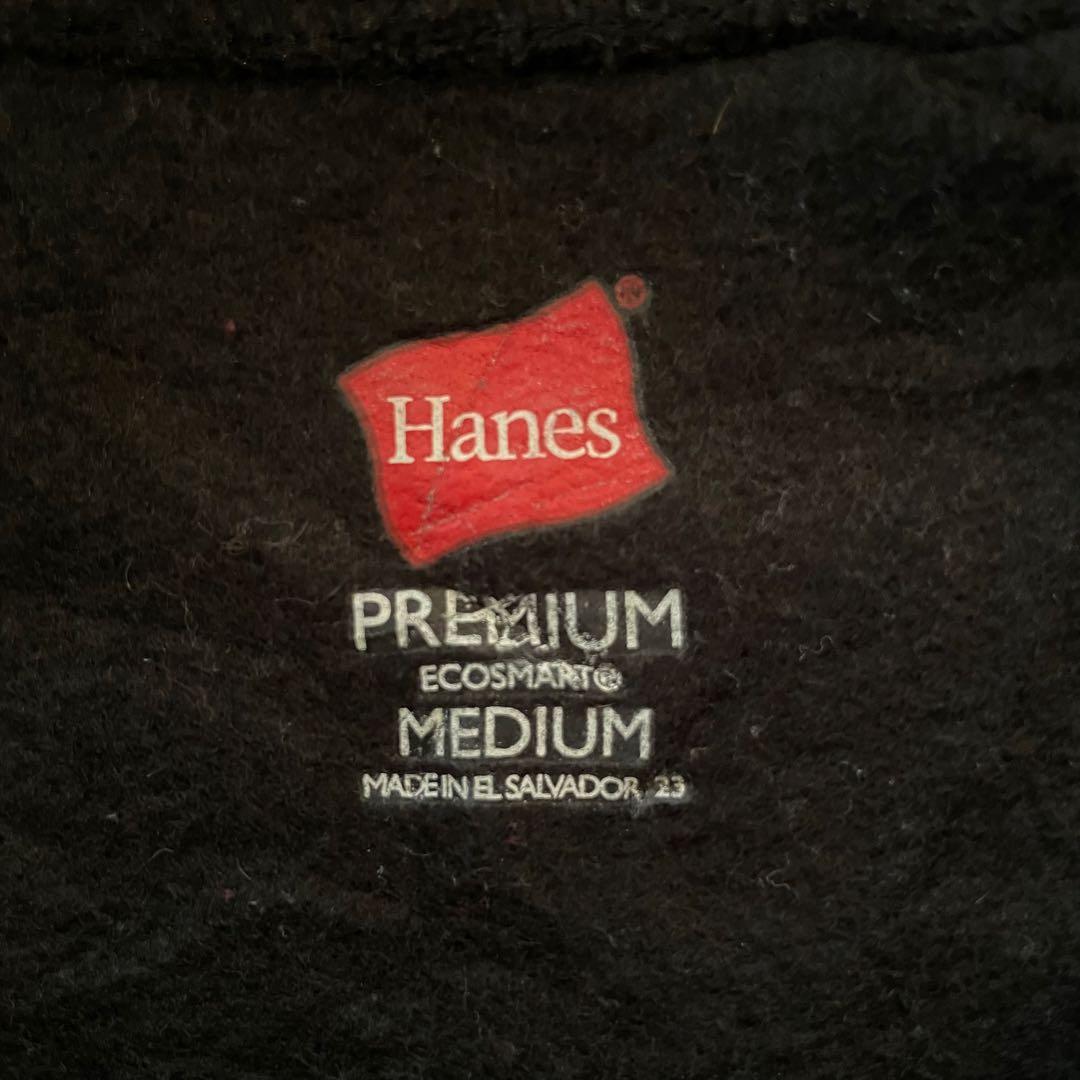 Hanes®
PREMIUM
ECOSMART®
MEDIUM
MADE IN EL SALVADOR 23